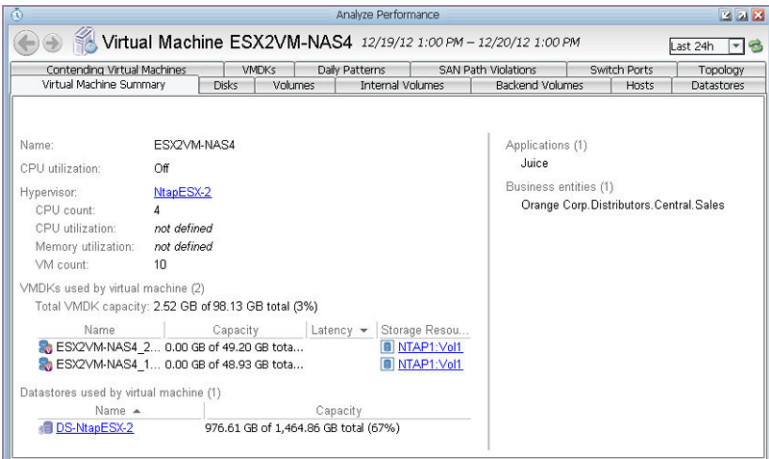 Analyze Performance
Virtual Machine ESX2VM-NAS4 12/19/12 1:00 PM – 12/20/12 1:00 PM
Last 24h
Contending Virtual Machines VMDKs Daily Patterns SAN Path Violations Switch Ports Topology
Virtual Machine Summary Disks Volumes Internal Volumes Backend Volumes Hosts Datastores
Name: ESX2VM-NAS4
CPU utilization: Off
Hypervisor: NtapESX-2
CPU count: 4
CPU utilization: not defined
Memory utilization: not defined
VM count: 10
VMDKs used by virtual machine (2)
Total VMDK capacity: 2.52 GB of 98.13 GB total (3%)
Name Capacity Latency Storage Resou...
ESX2VM-NAS4_2... 0.00 GB of 49.20 GB tota... NTAP1:Vol1
ESX2VM-NAS4_1... 0.00 GB of 48.93 GB tota... NTAP1:Vol1
Datastores used by virtual machine (1)
Name Capacity
DS-NtapESX-2 976.61 GB of 1,464.86 GB total (67%)
Applications (1)
Juice
Business entities (1)
Orange Corp.Distributors.Central.Sales